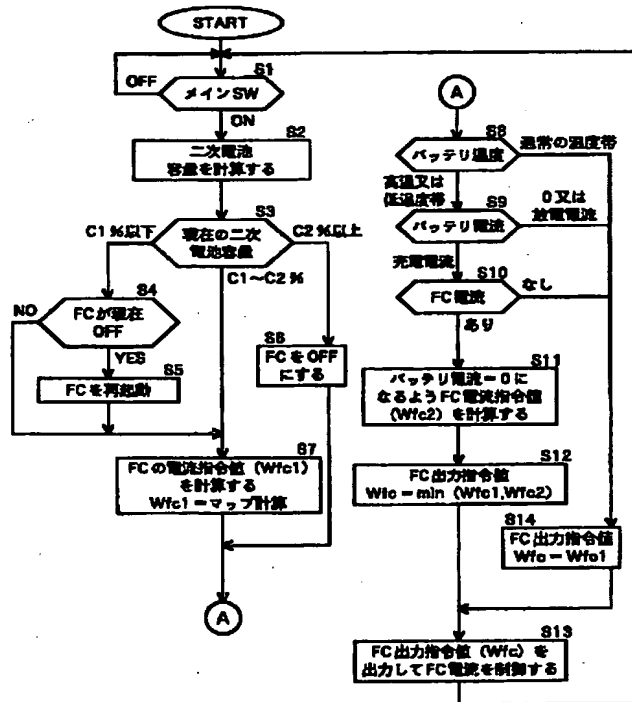 START
S1
OFF
メインSW
ON
S2
二次電池
容量を計算する
S3
C1%以下
現在の二次
電池容量
C2%以上
C1～C2%
S4
NO
FCが現在
OFF
YES
S5
FCを再起動
S6
FCをOFF
にする
S7
FCの電流指令値（Wfc1）
を計算する
Wfc1＝マップ計算
A
A
S8
バッテリ温度
通常の温度帯
高温又は
低温度帯
S9
バッテリ電流
0又は
放電電流
充電電流
S10
FC電流
なし
あり
S11
バッテリ電流＝0に
なるようFC電流指令値
（Wfc2）を計算する
S12
FC出力指令値
Wfc＝min（Wfc1,Wfc2）
S14
FC出力指令値
Wfc＝Wfc1
S13
FC出力指令値（Wfc）を
出力してFC電流を制御する